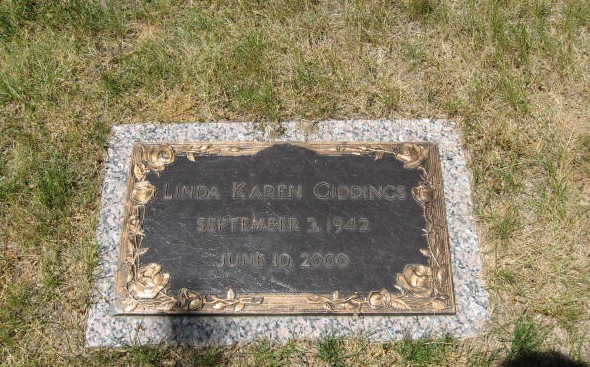 Linda Karen Giddings
September 3, 1942
June 10, 2000